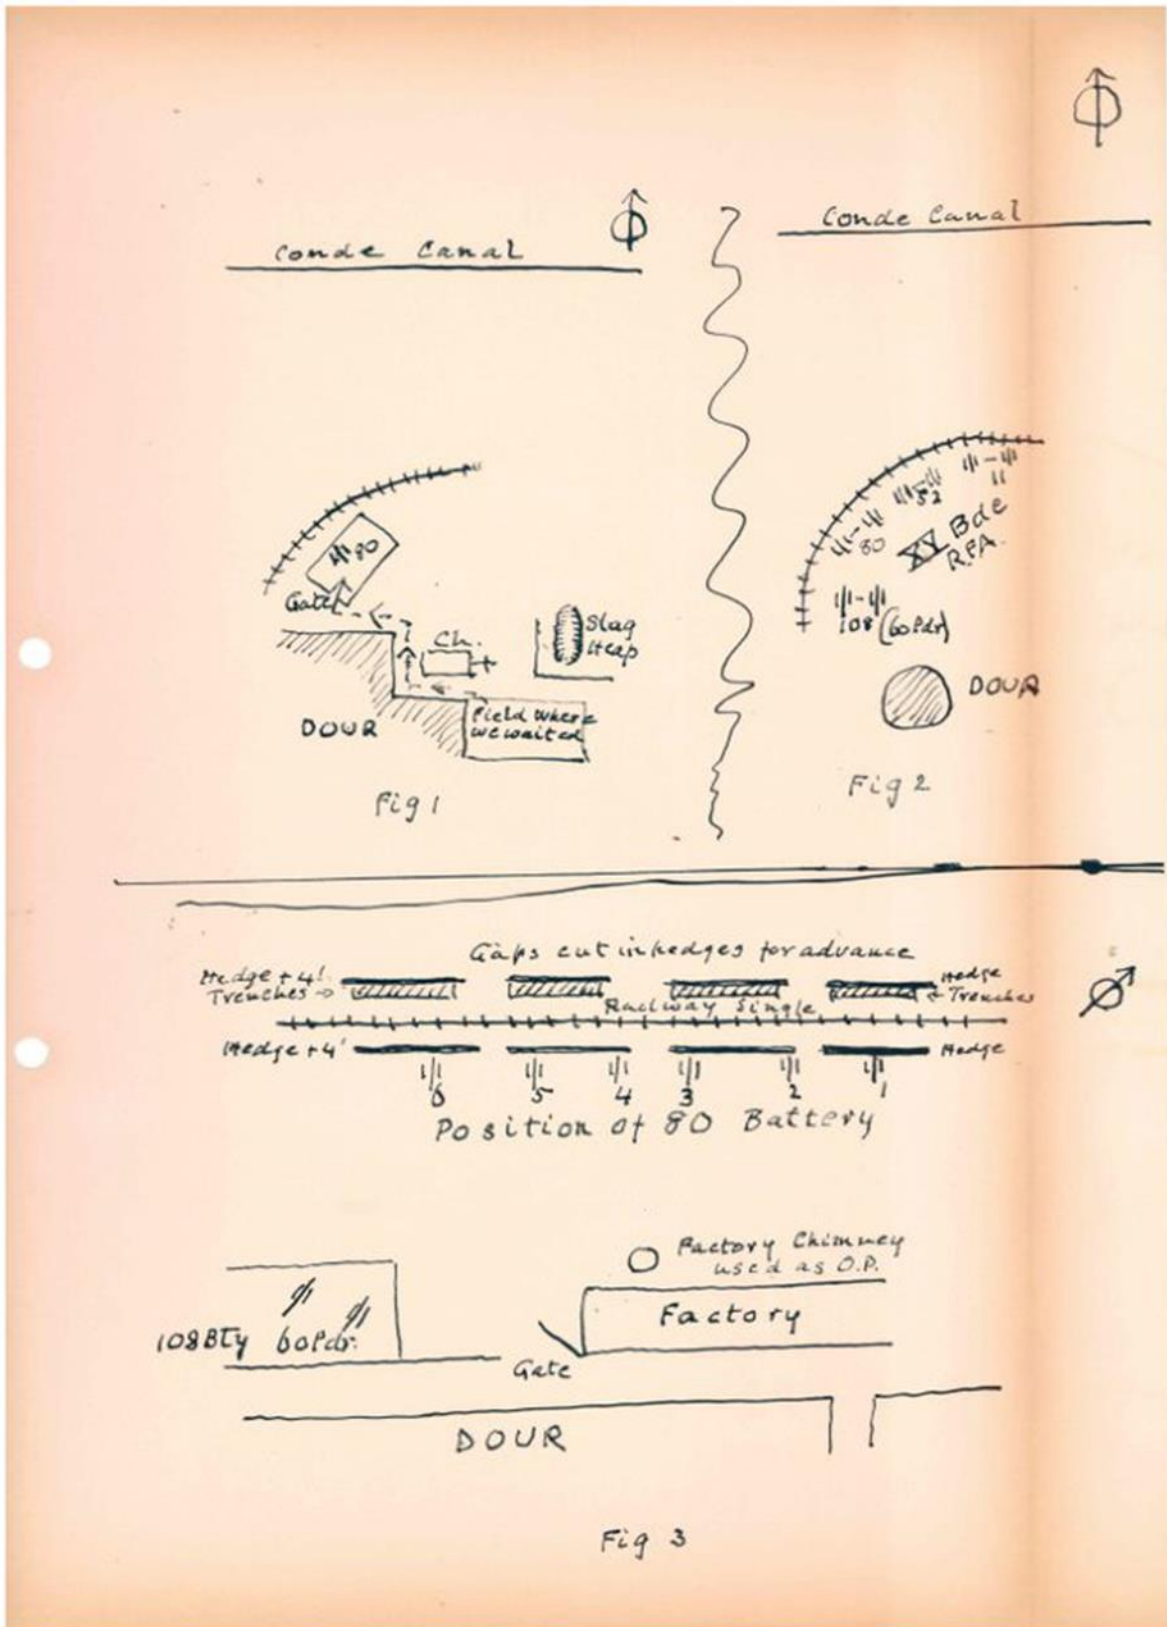 Conde Canal
80
Gate
Ch.
Slag
Heap
DOUR
Field where
we waited
Fig 1
Conde Canal
11
52
80
XV Bde
R.F.A.
108 (60 Pdr)
DOUR
Fig 2
Gaps cut in hedges for advance
Hedge + 4'
Trenches →
Hedge
← Trenches
Railway Single
Hedge + 4'
Hedge
6 5 4 3 2 1
Position of 80 Battery
Factory Chimney
used as O.P.
Factory
108 Bty 60 Pdr.
Gate
DOUR
Fig 3